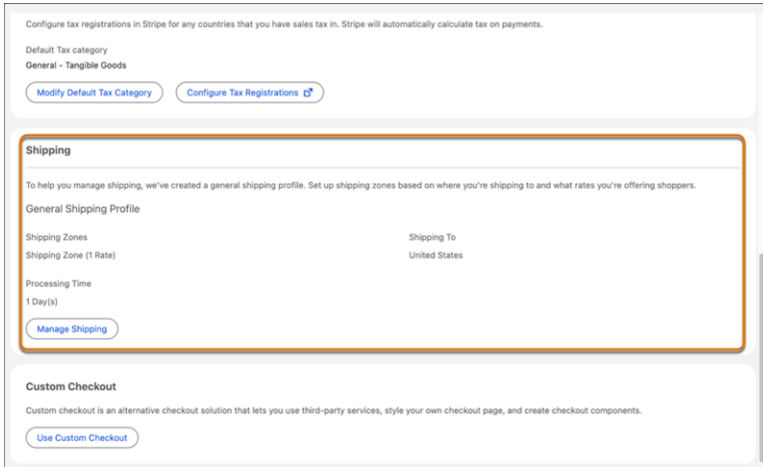 Configure tax registrations in Stripe for any countries that you have sales tax in. Stripe will automatically calculate tax on payments.
Default Tax category
General - Tangible Goods
Modify Default Tax Category
Configure Tax Registrations
Shipping
To help you manage shipping, we've created a general shipping profile. Set up shipping zones based on where you're shipping to and what rates you're offering shoppers.
General Shipping Profile
Shipping Zones
Shipping To
Shipping Zone (1 Rate)
United States
Processing Time
1 Day(s)
Manage Shipping
Custom Checkout
Custom checkout is an alternative checkout solution that lets you use third-party services, style your own checkout page, and create checkout components.
Use Custom Checkout